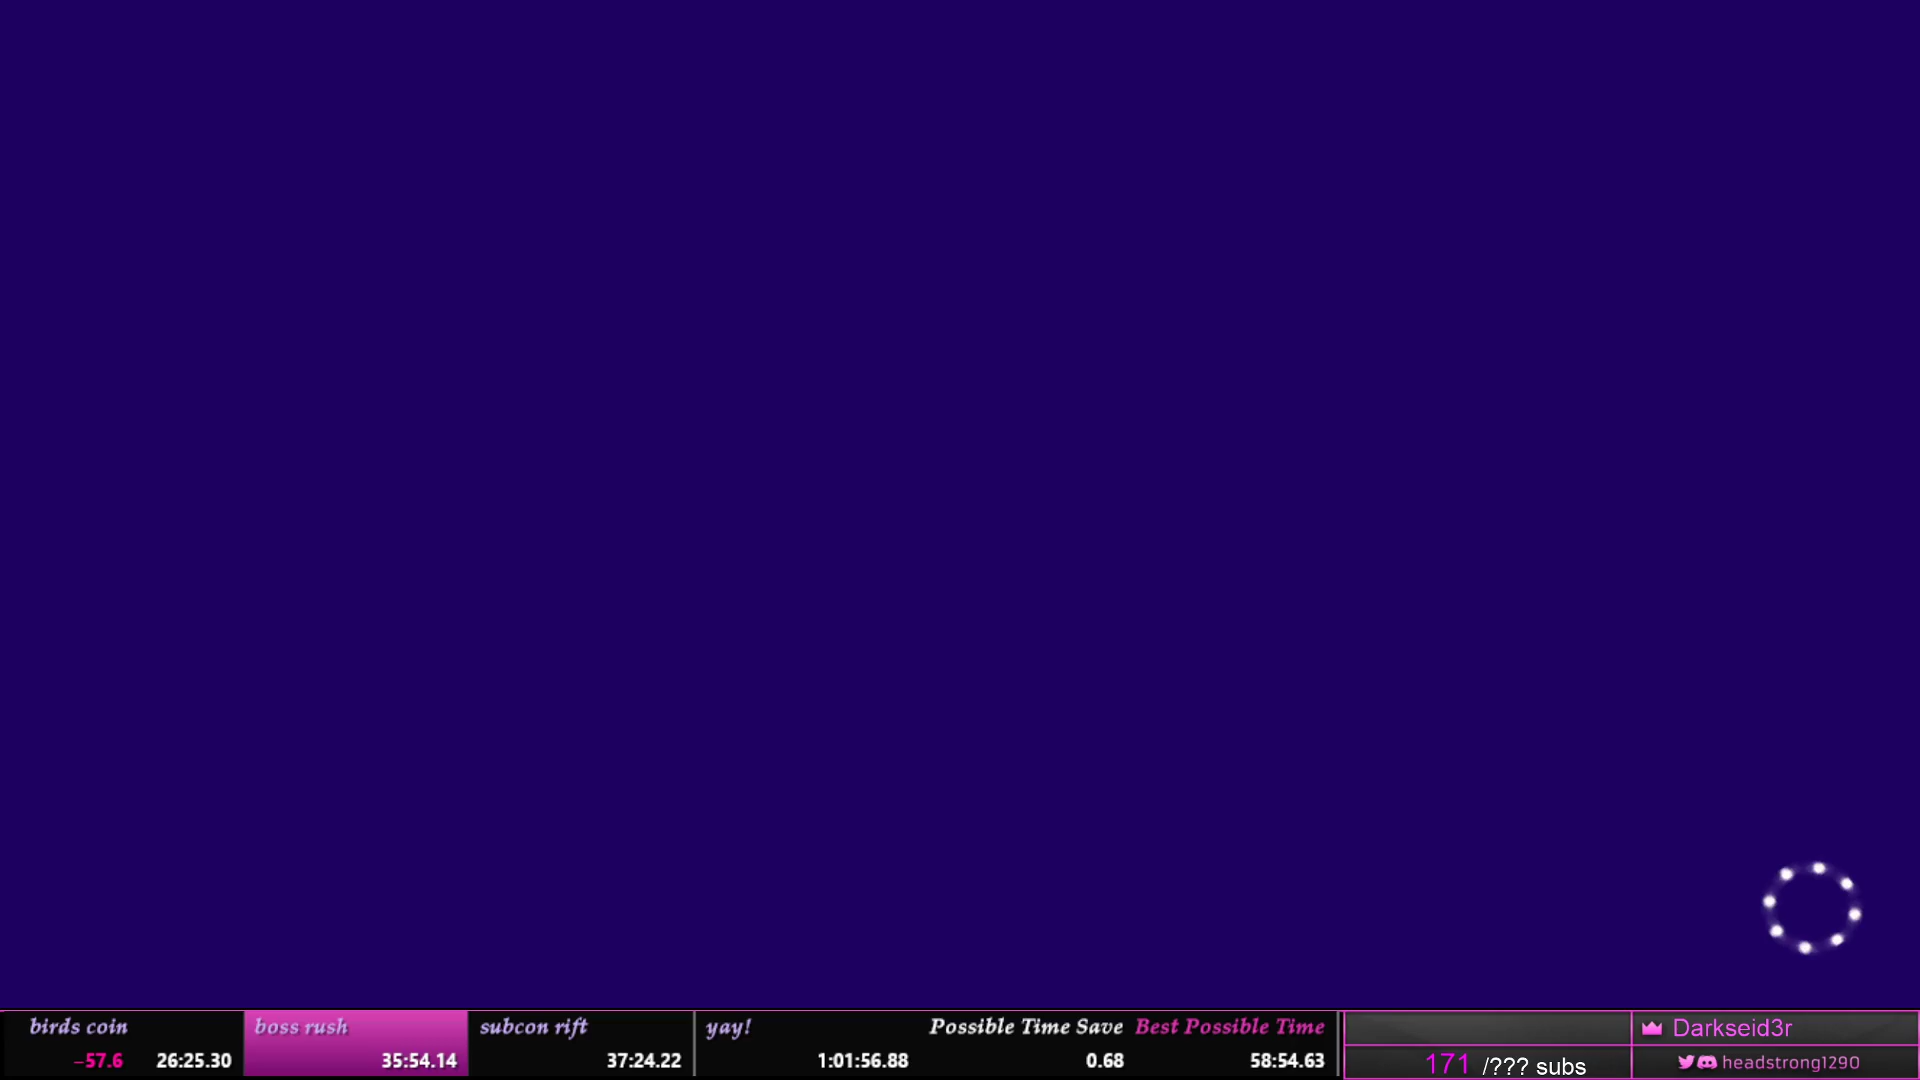 birds coin
−57.6 26:25.30
boss rush
35:54.14
subcon rift
37:24.22
yay!
1:01:56.88
Possible Time Save
0.68
Best Possible Time
58:54.63
171 /??? subs
Darkseid3r
headstrong1290